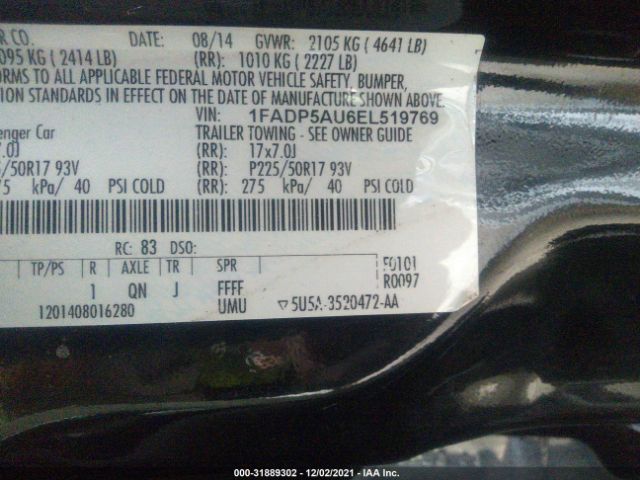 R CO. DATE: 08/14 GVWR: 2105 KG ( 4641 LB)
095 KG ( 2414 LB) (RR): 1010 KG ( 2227 LB)
ORMS TO ALL APPLICABLE FEDERAL MOTOR VEHICLE SAFETY, BUMPER,
TION STANDARDS IN EFFECT ON THE DATE OF MANUFACTURE SHOWN ABOVE.
VIN: 1FADP5AU6EL519769
enger Car TRAILER TOWING - SEE OWNER GUIDE
7.0J (RR): 17x7.0J
/50R17 93V (RR): P225/50R17 93V
75 kPa/ 40 PSI COLD (RR): 275 kPa/ 40 PSI COLD
RC: 83 DSO:
TP/PS R AXLE TR SPR F0101
1 QN J FFFF R0097
1201408016280 UMU ▽5U5A-3520472-AA
000-31889302 - 12/02/2021 - IAA Inc.